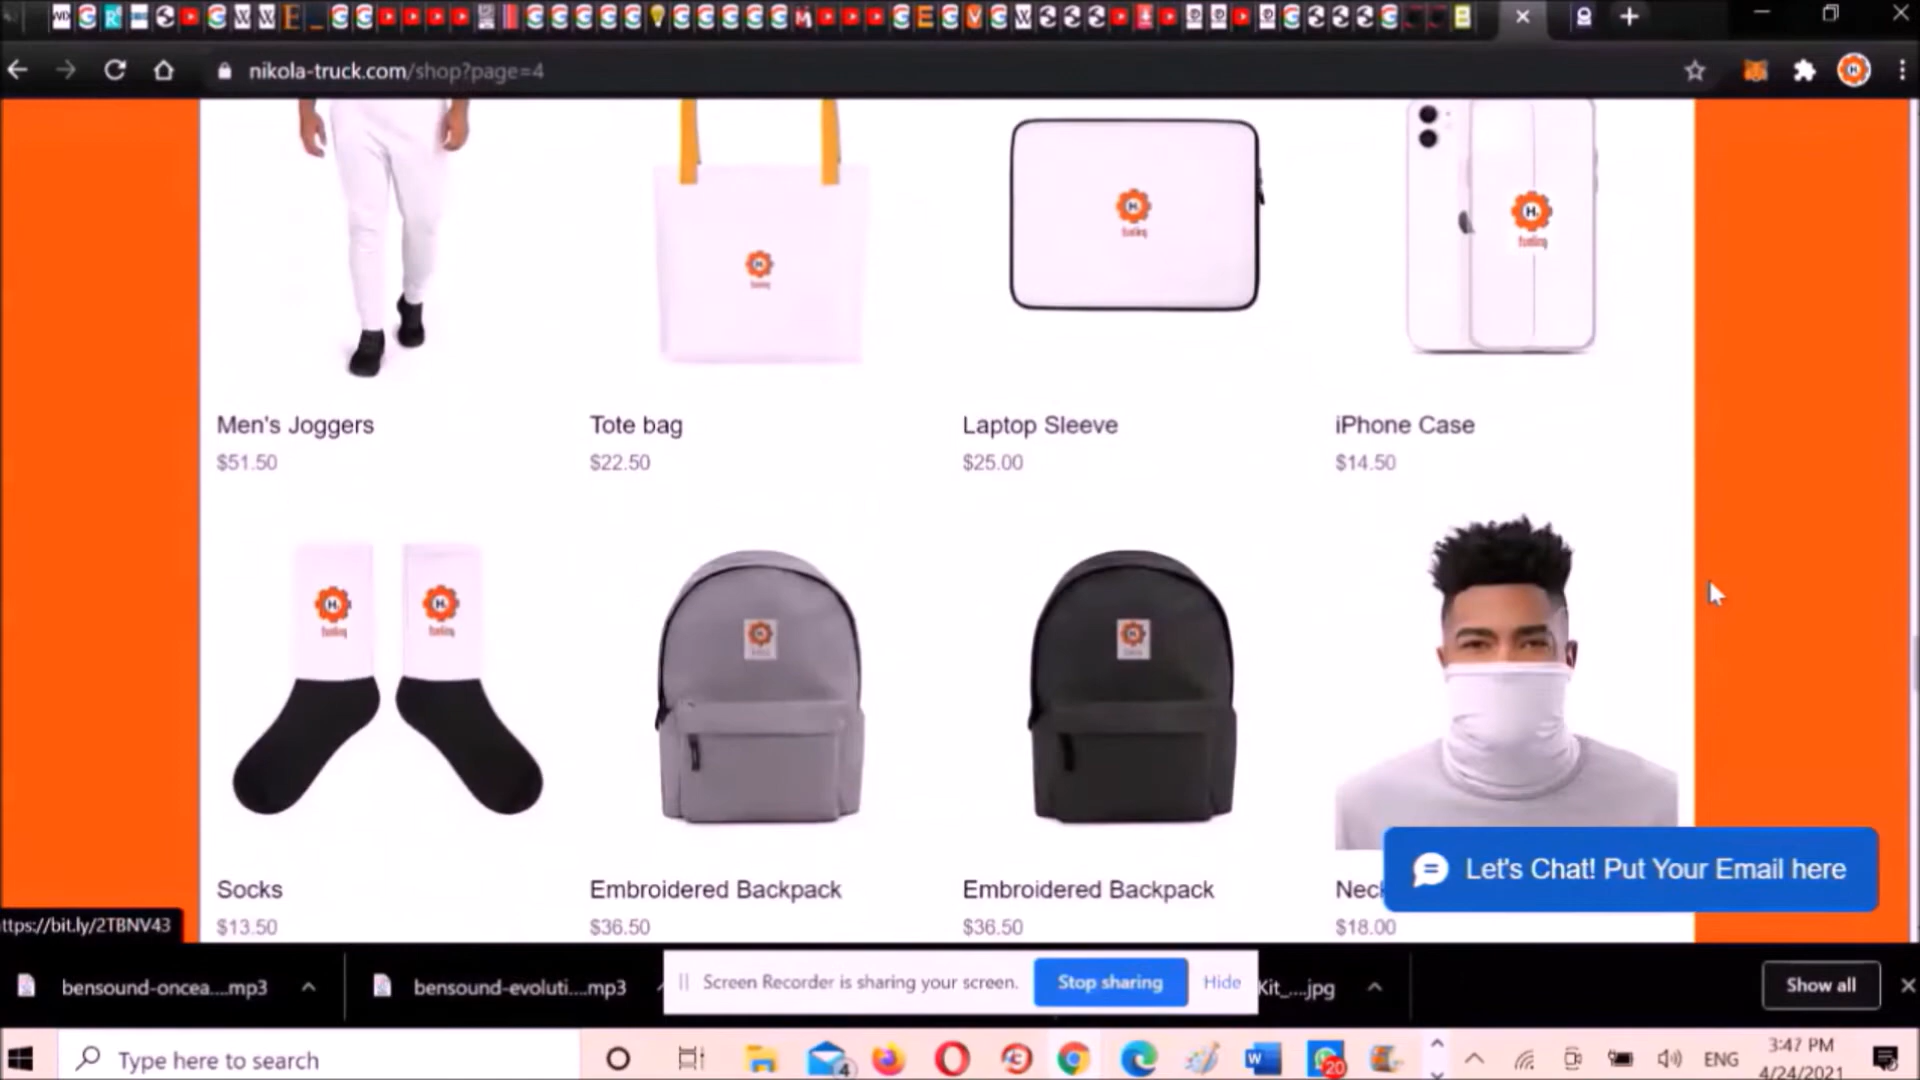 nikola-truck.com/shop?page=4
Men's Joggers
$51.50
Tote bag
$22.50
Laptop Sleeve
$25.00
iPhone Case
$14.50
Socks
$13.50
Embroidered Backpack
$36.50
Embroidered Backpack
$36.50
Neck
$18.00
Let's Chat! Put Your Email here
ttps://bit.ly/2TBNV43
bensound-oncea....mp3
bensound-evoluti....mp3
Screen Recorder is sharing your screen.
Stop sharing
Hide
Kit_....jpg
Show all
Type here to search
4
20
ENG
3:47 PM
4/24/2021